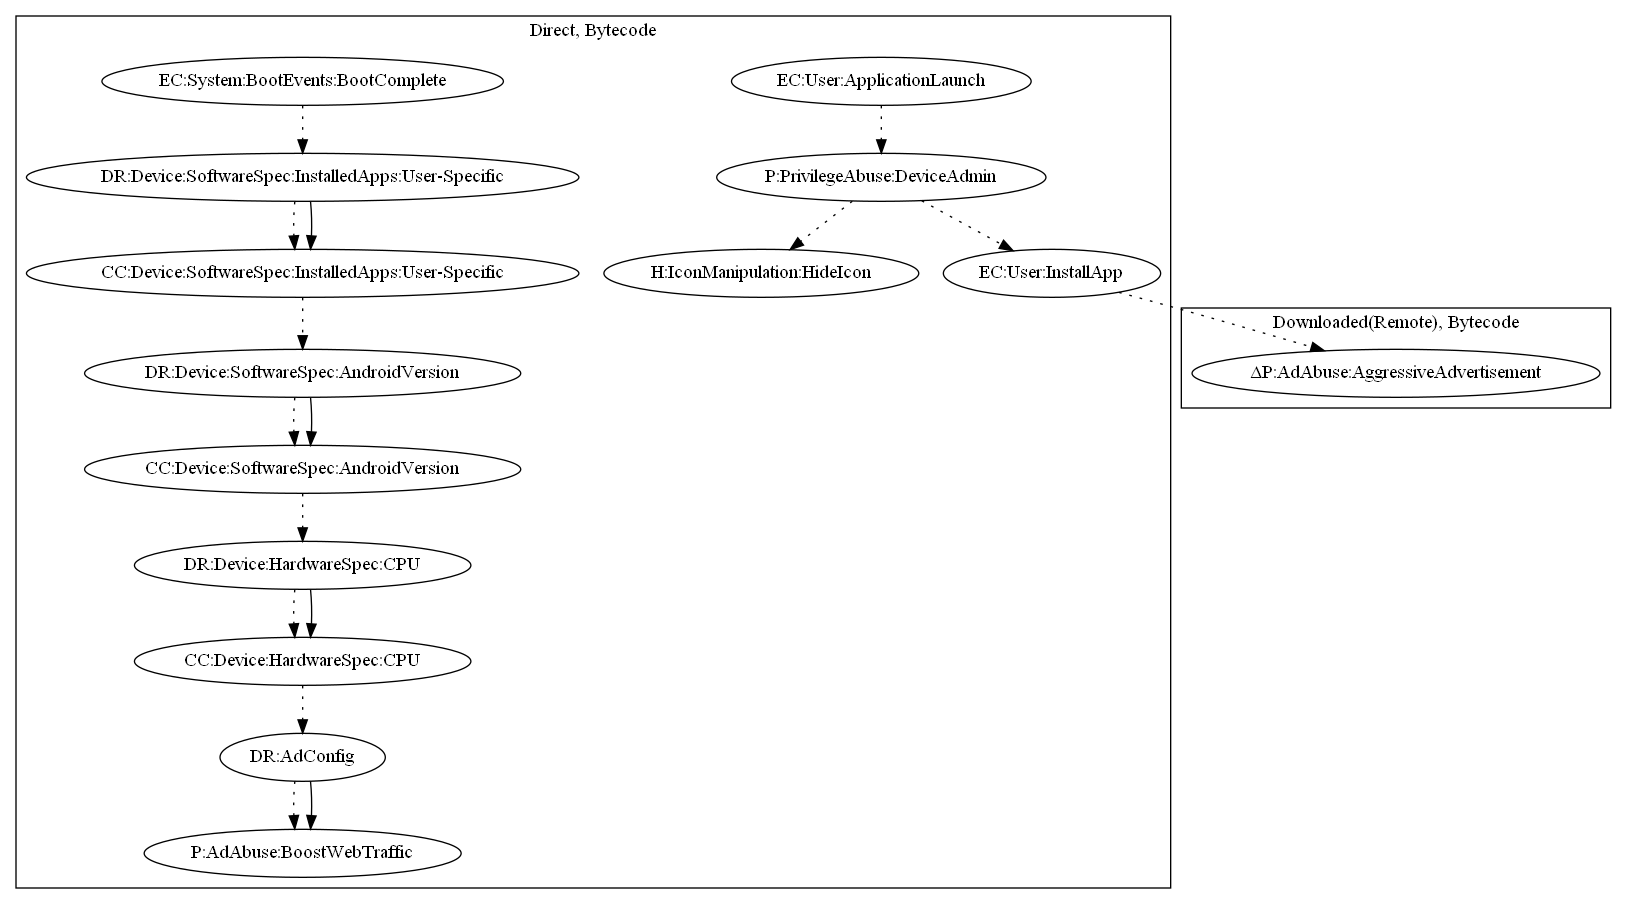 Direct, Bytecode
EC:System:BootEvents:BootComplete
EC:User:ApplicationLaunch
DR:Device:SoftwareSpec:InstalledApps:User-Specific
P:PrivilegeAbuse:DeviceAdmin
CC:Device:SoftwareSpec:InstalledApps:User-Specific
H:IconManipulation:HideIcon
EC:User:InstallApp
Downloaded(Remote), Bytecode
DR:Device:SoftwareSpec:AndroidVersion
ΔP:AdAbuse:AggressiveAdvertisement
CC:Device:SoftwareSpec:AndroidVersion
DR:Device:HardwareSpec:CPU
CC:Device:HardwareSpec:CPU
DR:AdConfig
P:AdAbuse:BoostWebTraffic